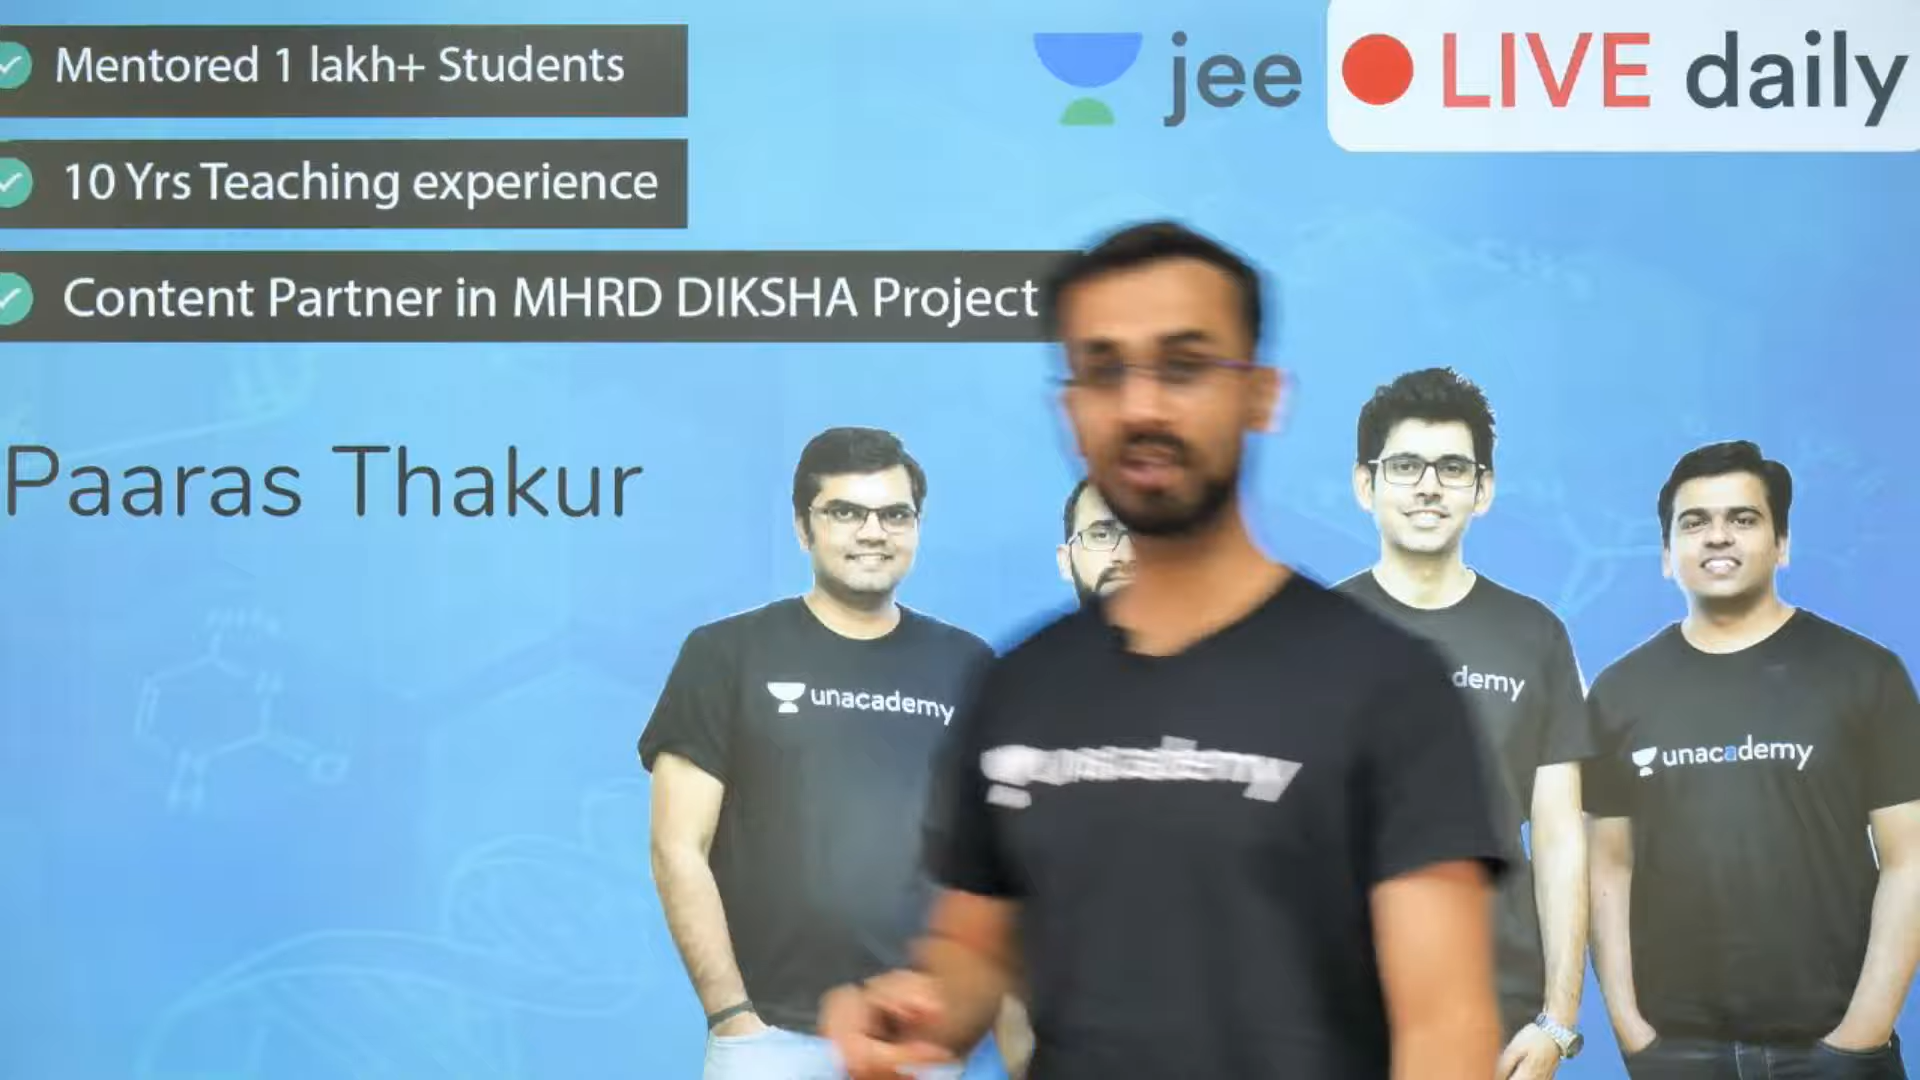 Mentored 1 lakh+ Students
jee LIVE daily
10 Yrs Teaching experience
Content Partner in MHRD DIKSHA Project
Paaras Thakur
unacademy
unacademy
demy
unacademy